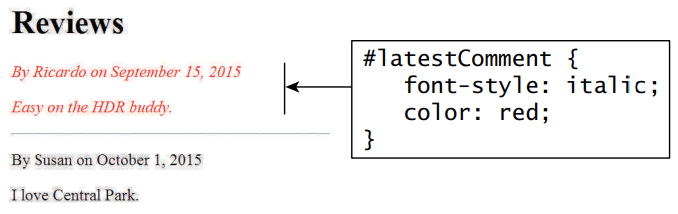 Reviews
By Ricardo on September 15, 2015
Easy on the HDR buddy.
By Susan on October 1, 2015
I love Central Park.
#latestComment {
font-style: italic;
color: red;
}